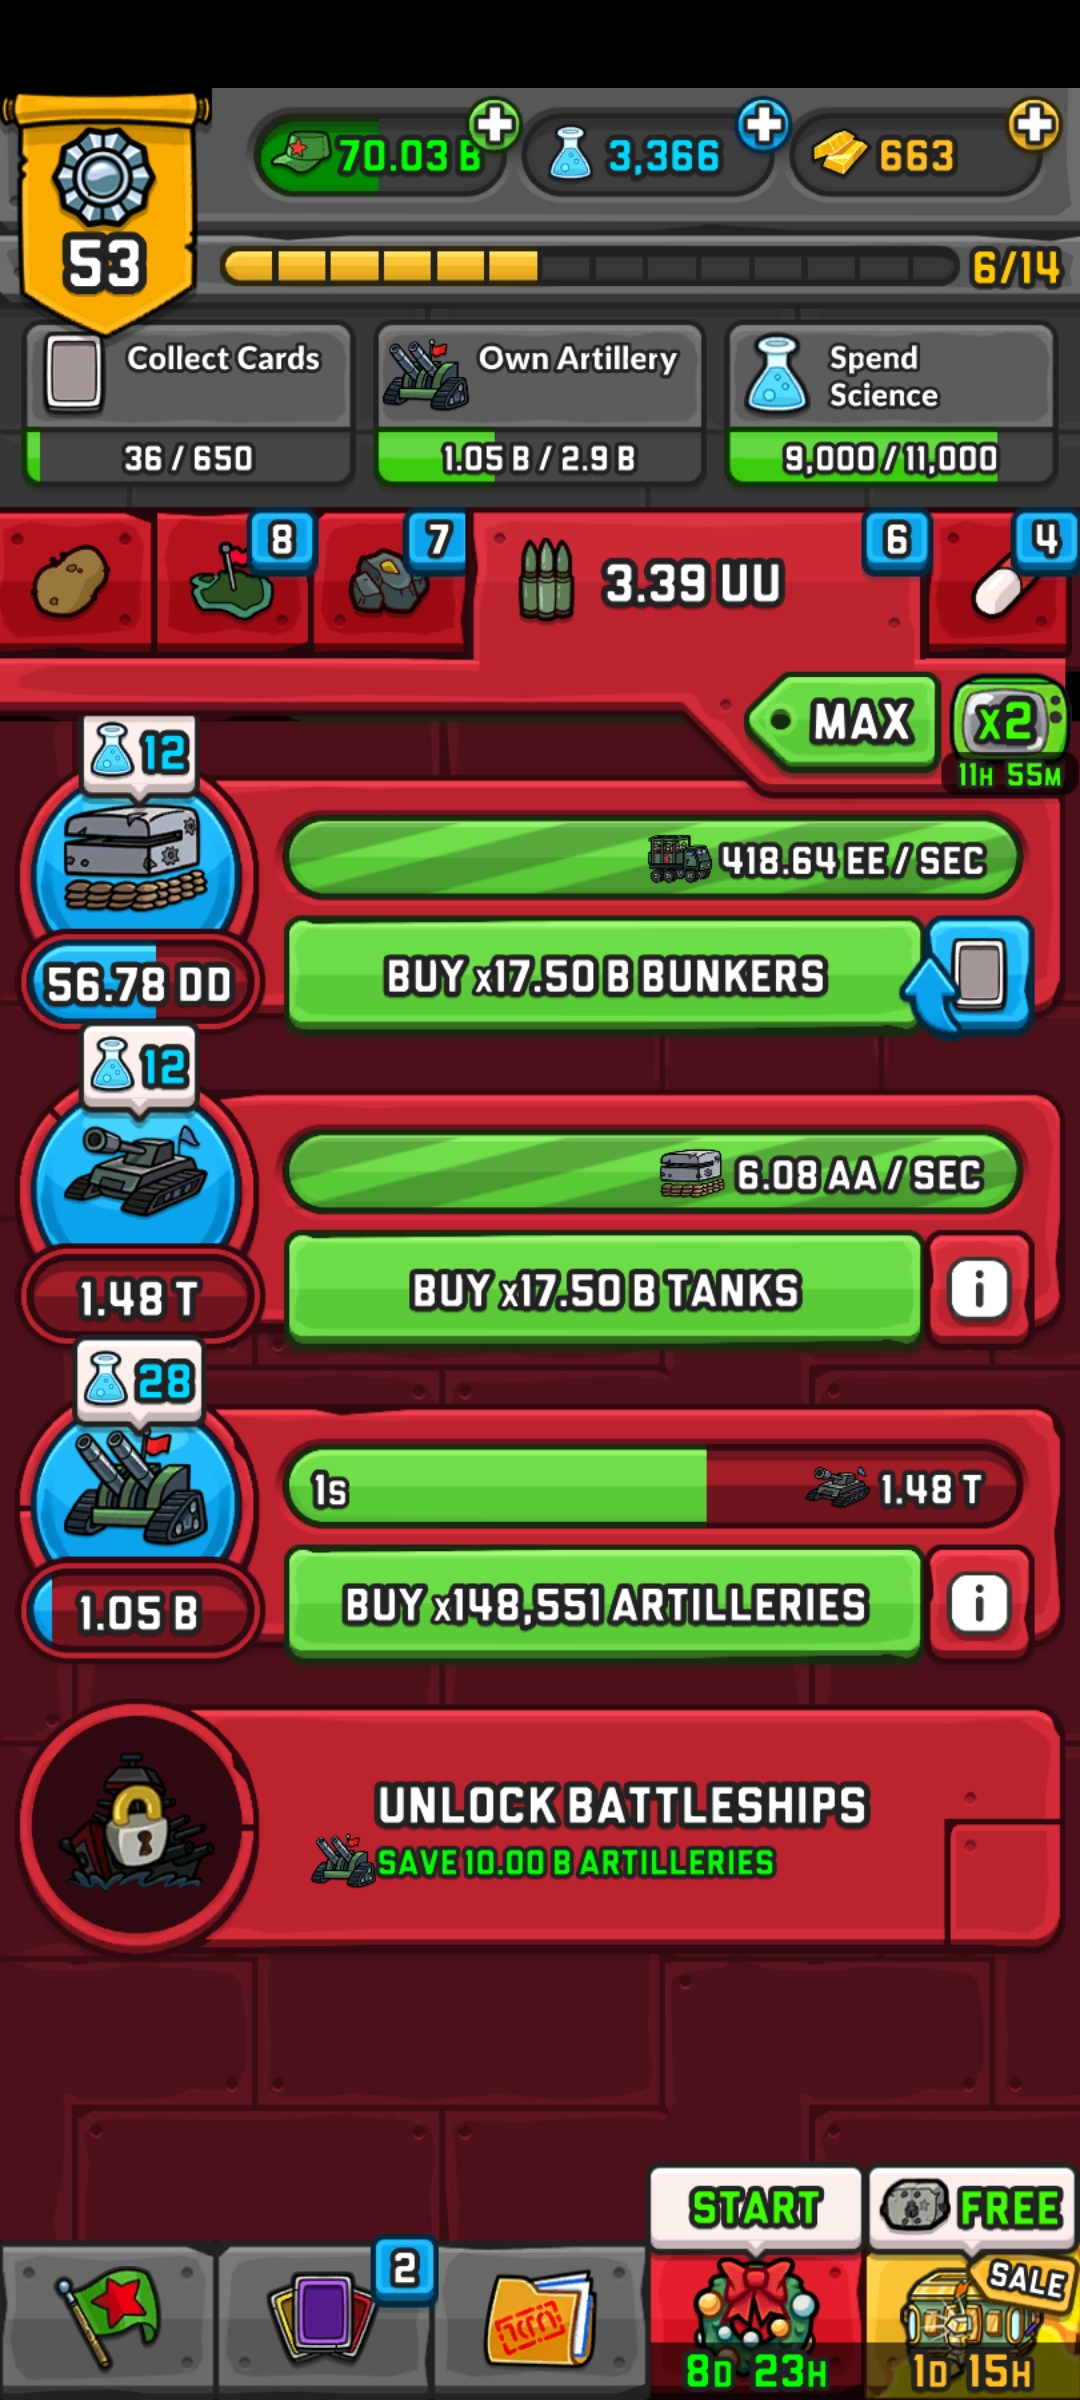 53
70.03 B
3,366
663
6/14
Collect Cards
36 / 650
Own Artillery
1.05 B / 2.9 B
Spend
Science
9,000 / 11,000
8
7
3.39 UU
6
4
MAX
x2
11H 55M
12
418.64 EE / SEC
56.78 DD
BUY x17.50 B BUNKERS
12
6.08 AA / SEC
1.48 T
BUY x17.50 B TANKS
i
28
1s
1.48 T
1.05 B
BUY x148,551 ARTILLERIES
i
UNLOCK BATTLESHIPS
SAVE 10.00 B ARTILLERIES
START
FREE
2
SALE
8D 23H
1D 15H